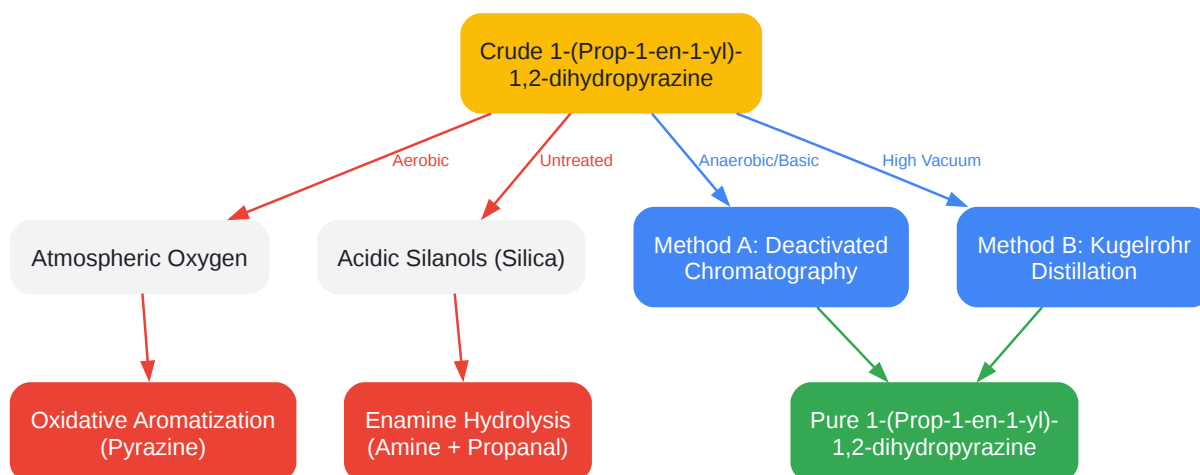 Crude 1-(Prop-1-en-1-yl)-
1,2-dihydropyrazine
Aerobic
Untreated
Anaerobic/Basic
High Vacuum
Atmospheric Oxygen
Acidic Silanols (Silica)
Method A: Deactivated
Chromatography
Method B: Kugelrohr
Distillation
Oxidative Aromatization
(Pyrazine)
Enamine Hydrolysis
(Amine + Propanal)
Pure 1-(Prop-1-en-1-yl)-
1,2-dihydropyrazine